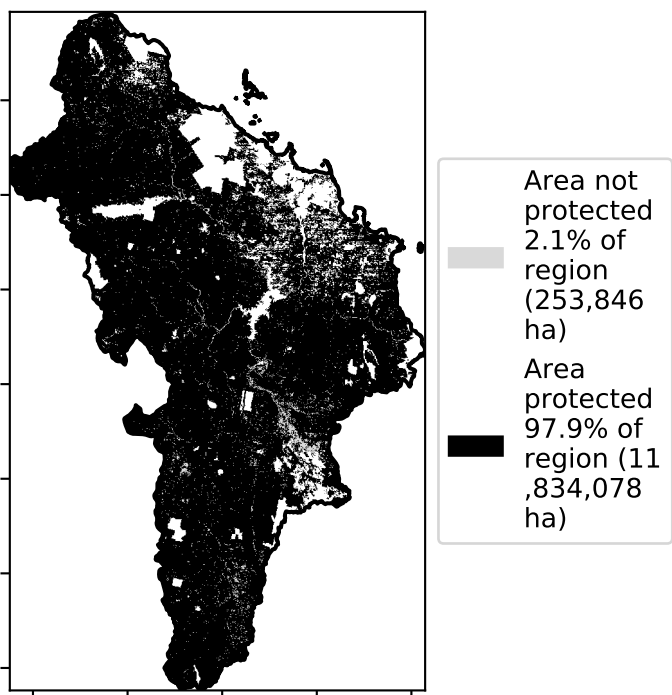 Area not
protected
2.1% of
region
(253,846
ha)
Area
protected
97.9% of
region (11
,834,078
ha)